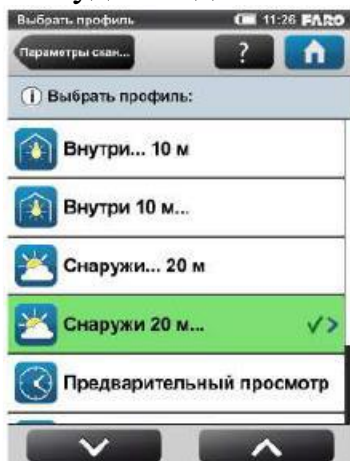 Выбрать профиль 11:26 FARO
Параметры скан... ?
Выбрать профиль:
Внутри... 10 м
Внутри 10 м...
Снаружи... 20 м
Снаружи 20 м...
Предварительный просмотр